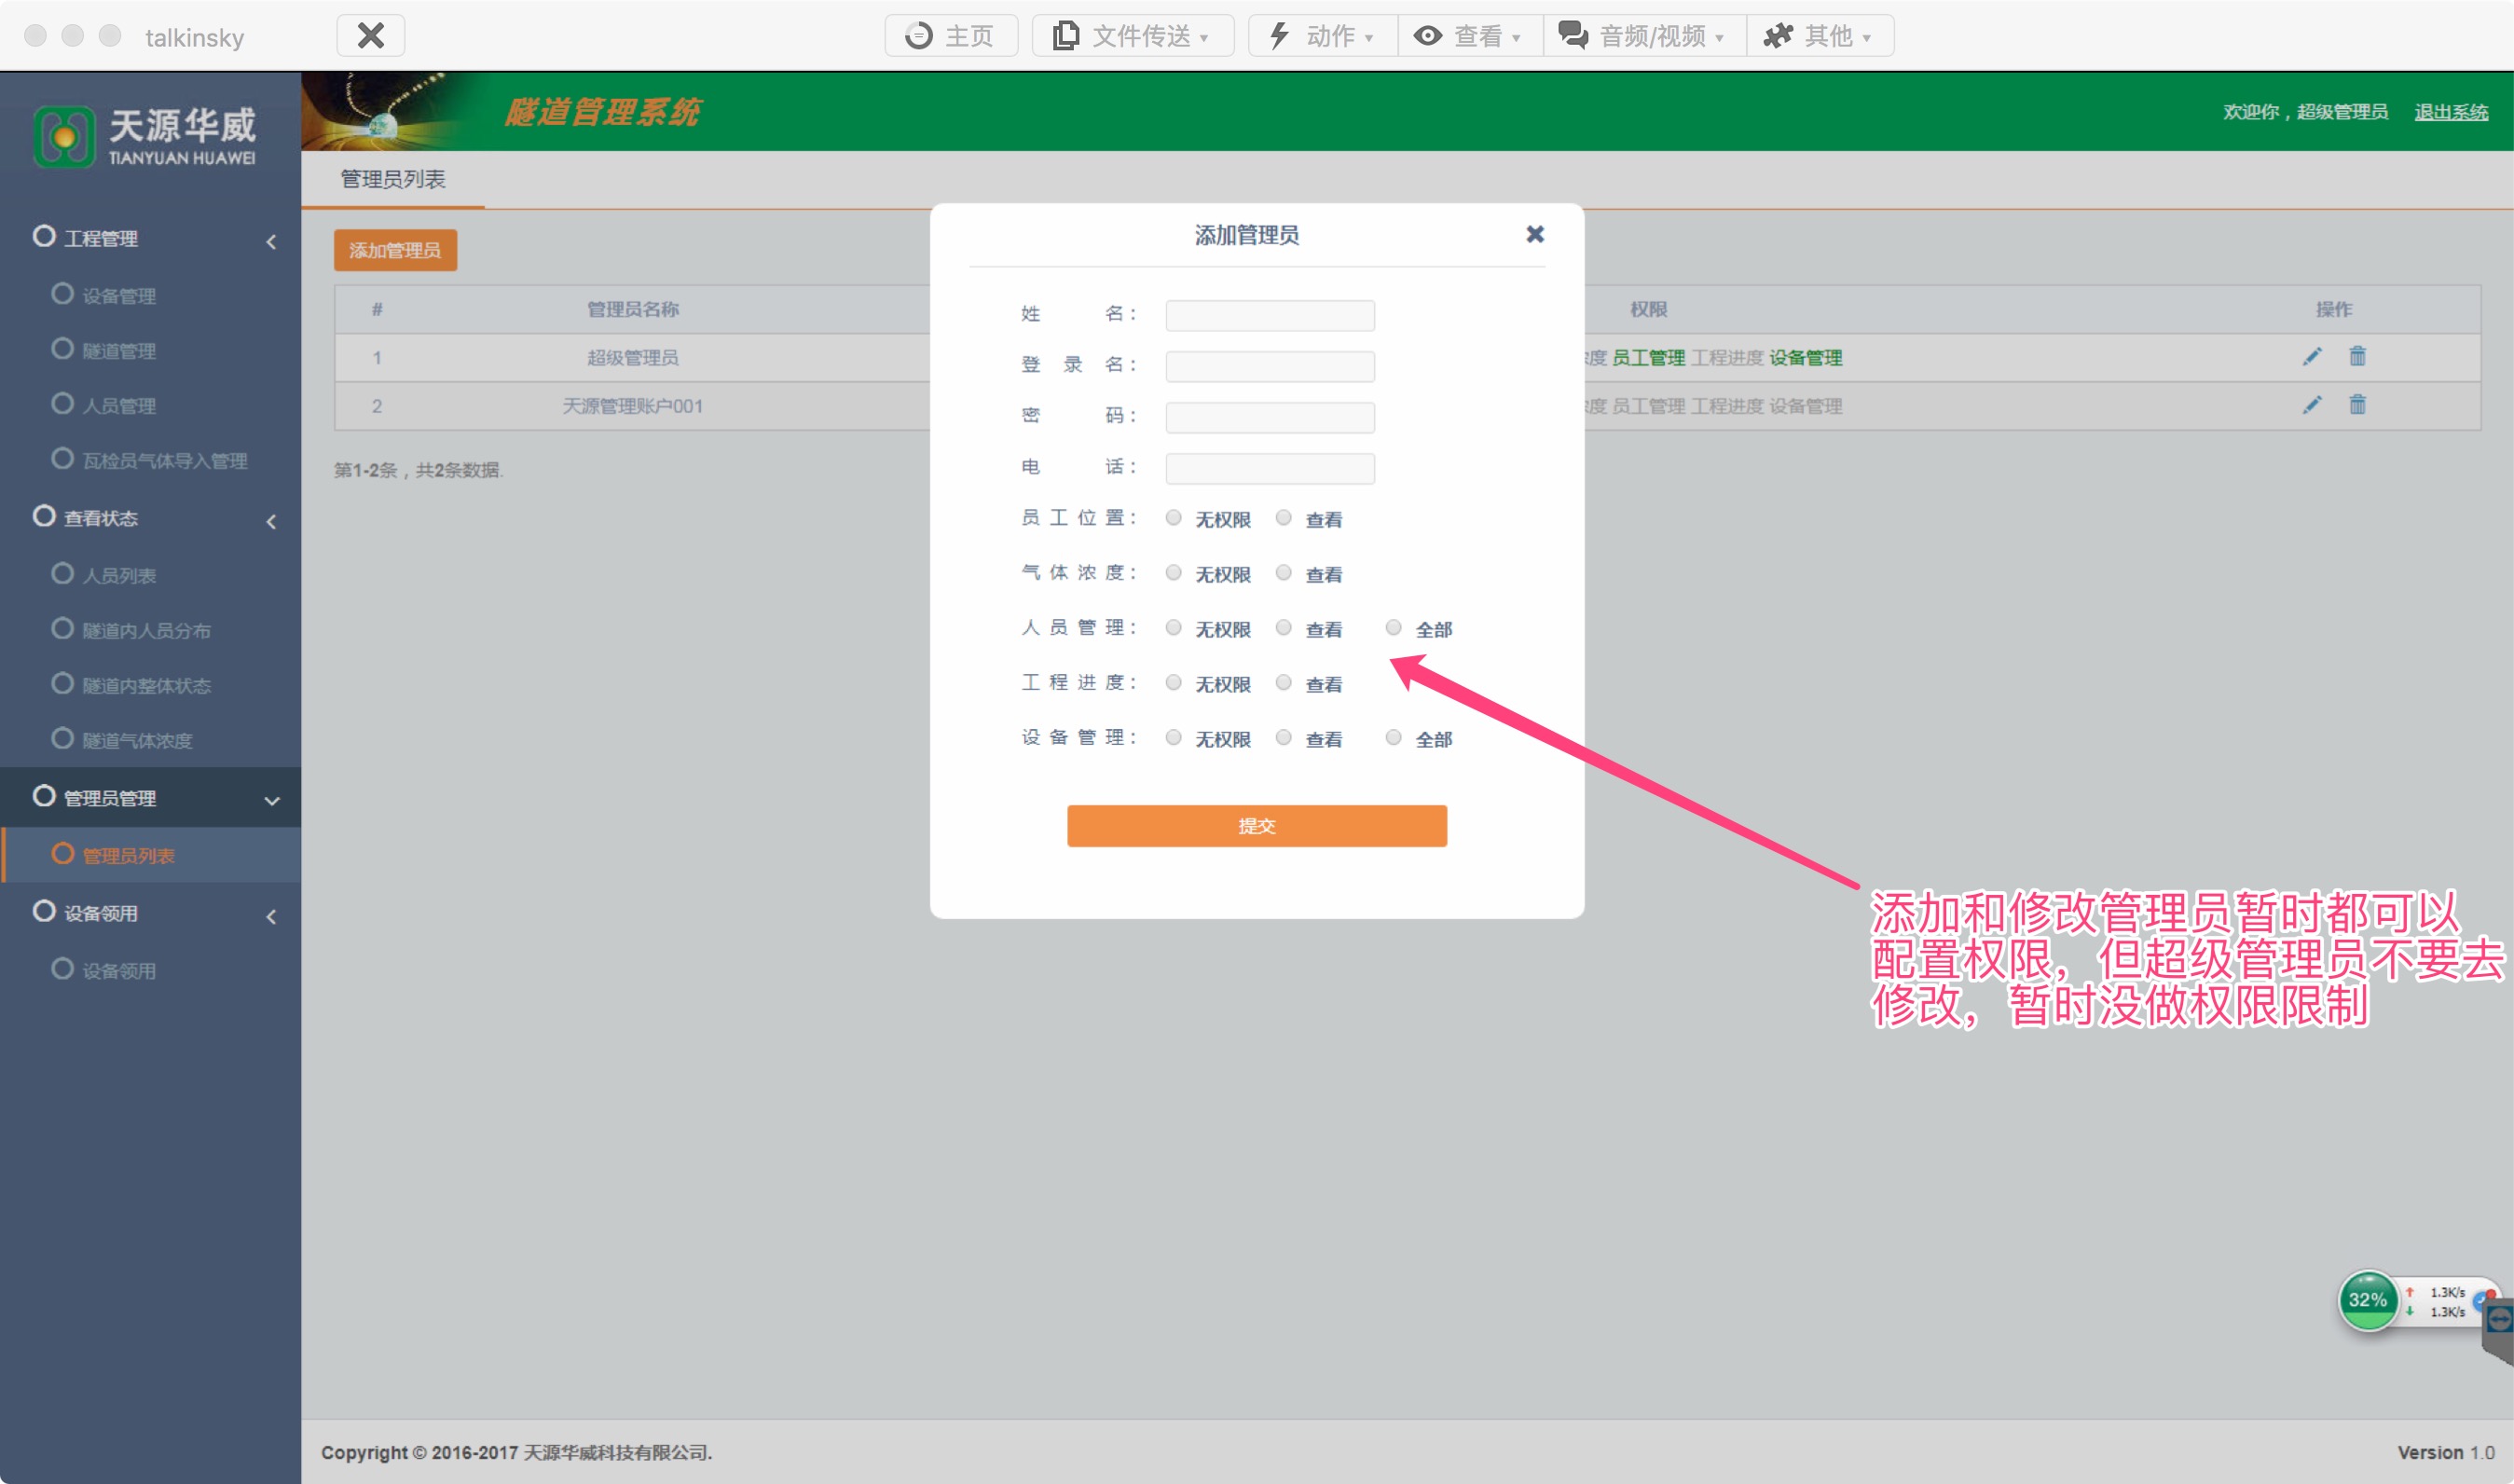 talkinsky
主页
文件传送
动作
查看
音频/视频
其他
天源华威
TIANYUAN HUAWEI
隧道管理系统
欢迎你，超级管理员 退出系统
工程管理
设备管理
隧道管理
人员管理
瓦检员气体导入管理
查看状态
人员列表
隧道内人员分布
隧道内整体状态
隧道气体浓度
管理员管理
管理员列表
设备领用
设备领用
管理员列表
添加管理员
# 管理员名称 权限 操作
1 超级管理员 度 员工管理 工程进度 设备管理
2 天源管理账户001 度 员工管理 工程进度 设备管理
第1-2条，共2条数据.
添加管理员
姓 名：
登 录 名：
密 码：
电 话：
员 工 位 置： 无权限 查看
气 体 浓 度： 无权限 查看
人 员 管 理： 无权限 查看 全部
工 程 进 度： 无权限 查看
设 备 管 理： 无权限 查看 全部
提交
添加和修改管理员暂时都可以
配置权限，但超级管理员不要去
修改，暂时没做权限限制
32%
1.3K/s
1.3K/s
Copyright © 2016-2017 天源华威科技有限公司.
Version 1.0